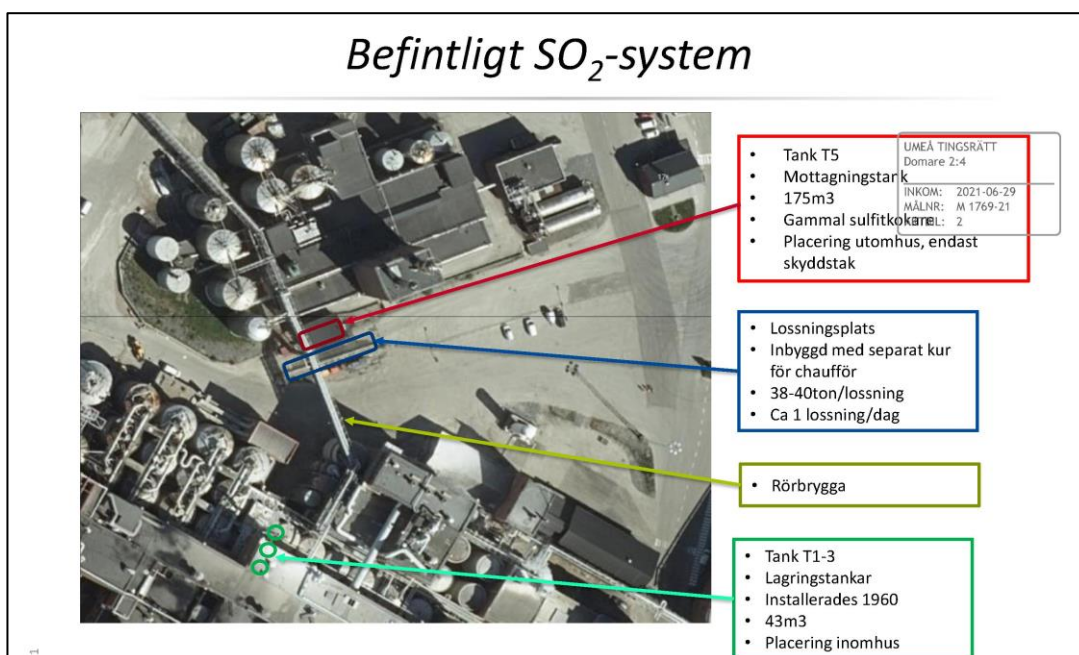 Befintligt SO₂-system
• Tank T5
• Mottagningstank
• 175m3
• Gammal sulfitkokare
• Placering utomhus, endast
skyddstak
UMEÅ TINGSRÄTT
Domare 2:4
INKOM: 2021-06-29
MÅLNR: M 1769-21
2
• Lossningsplats
• Inbyggd med separat kur
för chaufför
• 38-40ton/lossning
• Ca 1 lossning/dag
• Rörbrygga
• Tank T1-3
• Lagringstankar
• Installerades 1960
• 43m3
• Placering inomhus
1